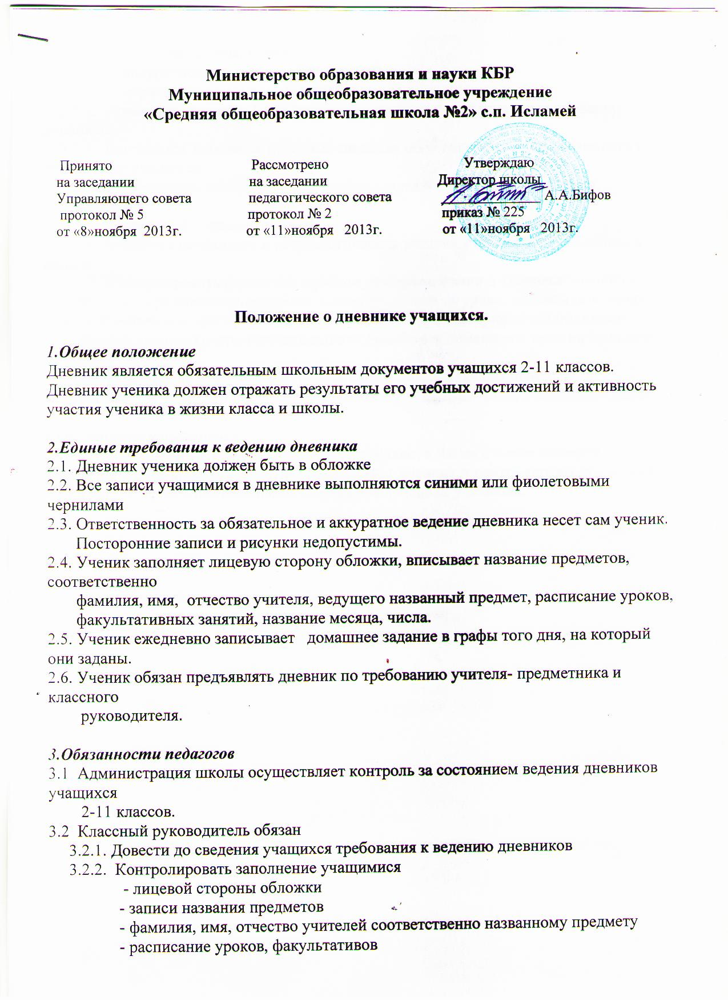 Министерство образования и науки КБР
Муниципальное общеобразовательное учреждение
«Средняя общеобразовательная школа №2» с.п. Исламей
Принято Рассмотрено Утверждаю
на заседании на заседании Директор школы
Управляющего совета педагогического совета А.А.Бифов
протокол № 5 протокол № 2 приказ № 225
от «8»ноября 2013г. от «11»ноября 2013г. от «11»ноября 2013г.
Положение о дневнике учащихся.
1.Общее положение
Дневник является обязательным школьным документов учащихся 2-11 классов.
Дневник ученика должен отражать результаты его учебных достижений и активность
участия ученика в жизни класса и школы.
2.Единые требования к ведению дневника
2.1. Дневник ученика должен быть в обложке
2.2. Все записи учащимися в дневнике выполняются синими или фиолетовыми
чернилами
2.3. Ответственность за обязательное и аккуратное ведение дневника несет сам ученик.
Посторонние записи и рисунки недопустимы.
2.4. Ученик заполняет лицевую сторону обложки, вписывает название предметов,
соответственно
фамилия, имя, отчество учителя, ведущего названный предмет, расписание уроков,
факультативных занятий, название месяца, числа.
2.5. Ученик ежедневно записывает домашнее задание в графы того дня, на который
они заданы.
2.6. Ученик обязан предъявлять дневник по требованию учителя- предметника и
классного
руководителя.
3.Обязанности педагогов
3.1 Администрация школы осуществляет контроль за состоянием ведения дневников
учащихся
2-11 классов.
3.2 Классный руководитель обязан
3.2.1. Довести до сведения учащихся требования к ведению дневников
3.2.2. Контролировать заполнение учащимися
- лицевой стороны обложки
- записи названия предметов
- фамилия, имя, отчество учителей соответственно названному предмету
- расписание уроков, факультативов